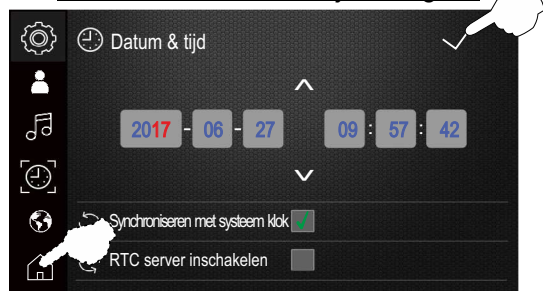 Datum & tijd
2017 - 06 - 27 09 : 57 : 42
Synchroniseren met systeem klok
RTC server inschakelen